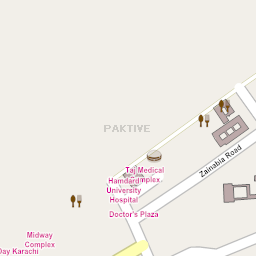 PAKTIVE
Zainabia Road
Taj Medical
Complex
Hamdard
University
Hospital
Doctor's Plaza
Midway
Complex
Day Karachi